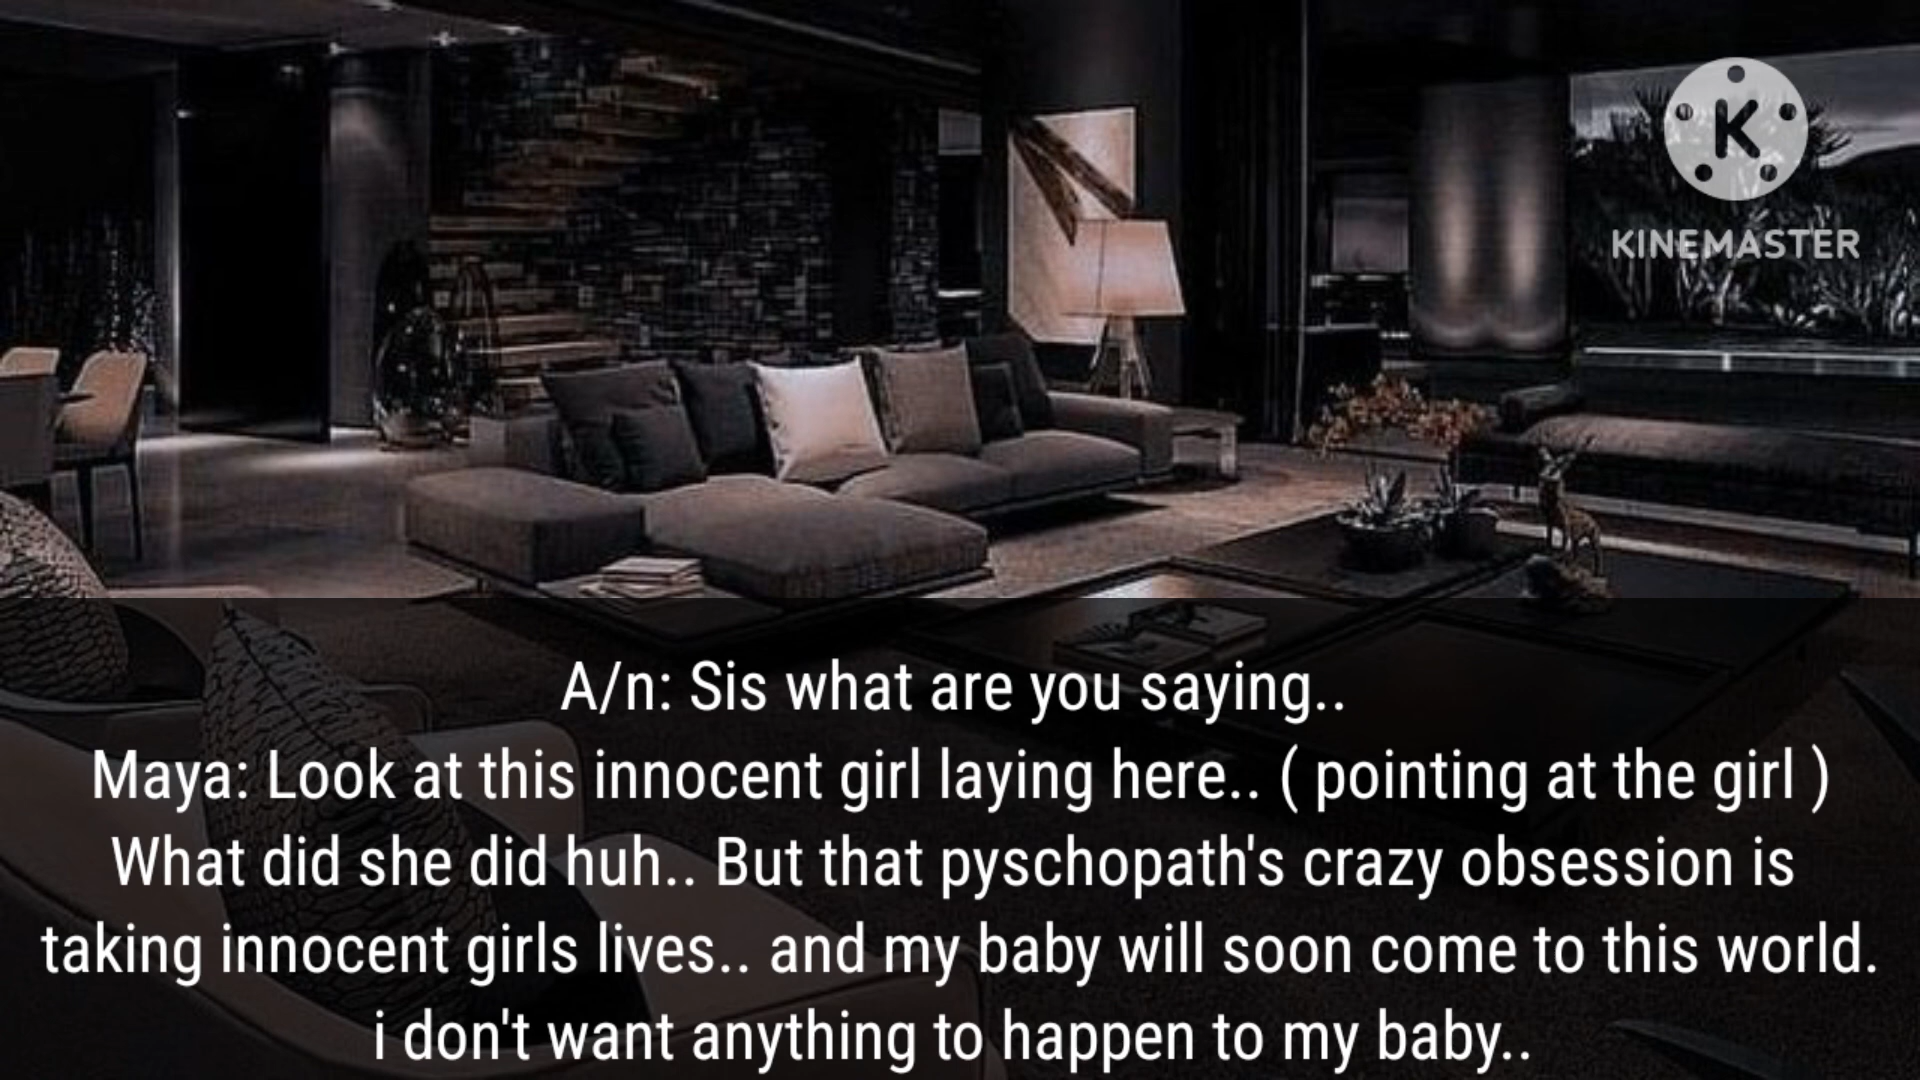 K
KINEMASTER
A/n: Sis what are you saying..
Maya: Look at this innocent girl laying here.. ( pointing at the girl )
What did she did huh.. But that pyschopath's crazy obsession is
taking innocent girls lives.. and my baby will soon come to this world.
i don't want anything to happen to my baby..